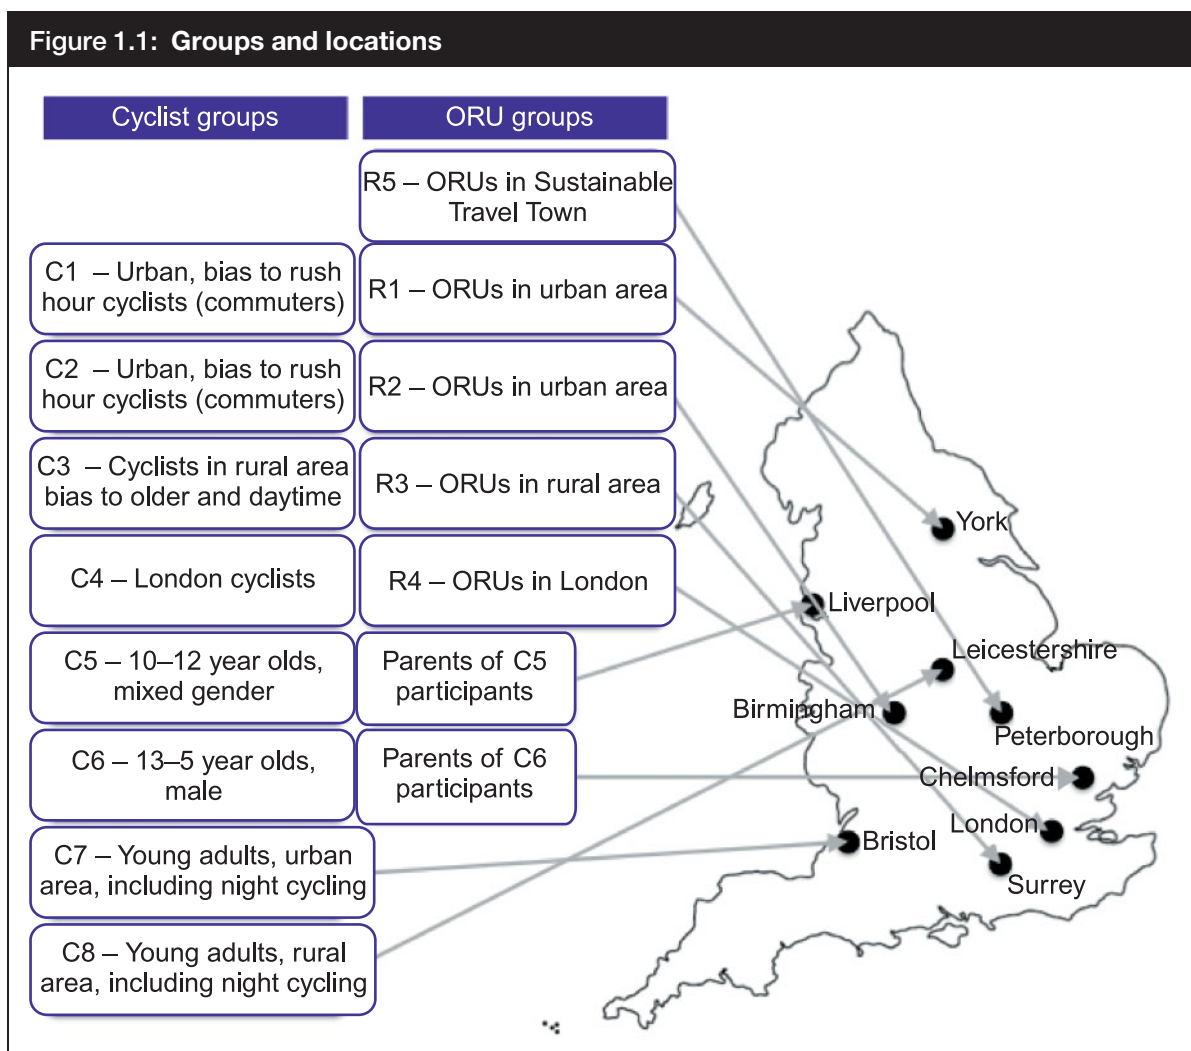 Figure 1.1: Groups and locations
Cyclist groups
ORU groups
R5 – ORUs in Sustainable
Travel Town
C1 – Urban, bias to rush
hour cyclists (commuters)
R1 – ORUs in urban area
C2 – Urban, bias to rush
hour cyclists (commuters)
R2 – ORUs in urban area
C3 – Cyclists in rural area
bias to older and daytime
R3 – ORUs in rural area
C4 – London cyclists
R4 – ORUs in London
C5 – 10–12 year olds,
mixed gender
Parents of C5
participants
C6 – 13–5 year olds,
male
Parents of C6
participants
C7 – Young adults, urban
area, including night cycling
C8 – Young adults, rural
area, including night cycling
York
Liverpool
Leicestershire
Birmingham
Peterborough
Chelmsford
London
Bristol
Surrey